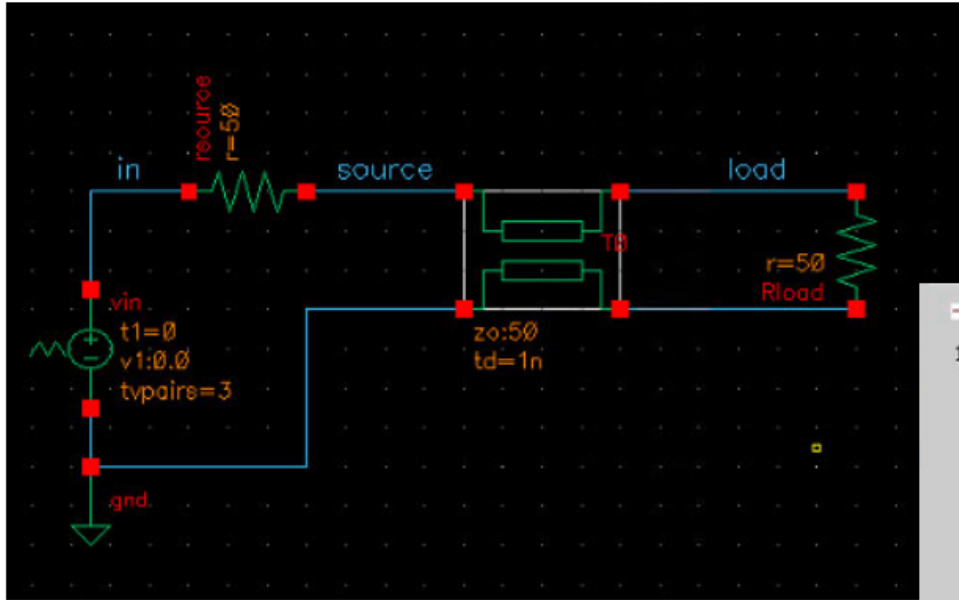 rsource
r=50
in
source
load
T0
r=50
Rload
vin
t1=0
v1:0.0
tvpairs=3
zo:50
td=1n
gnd
1